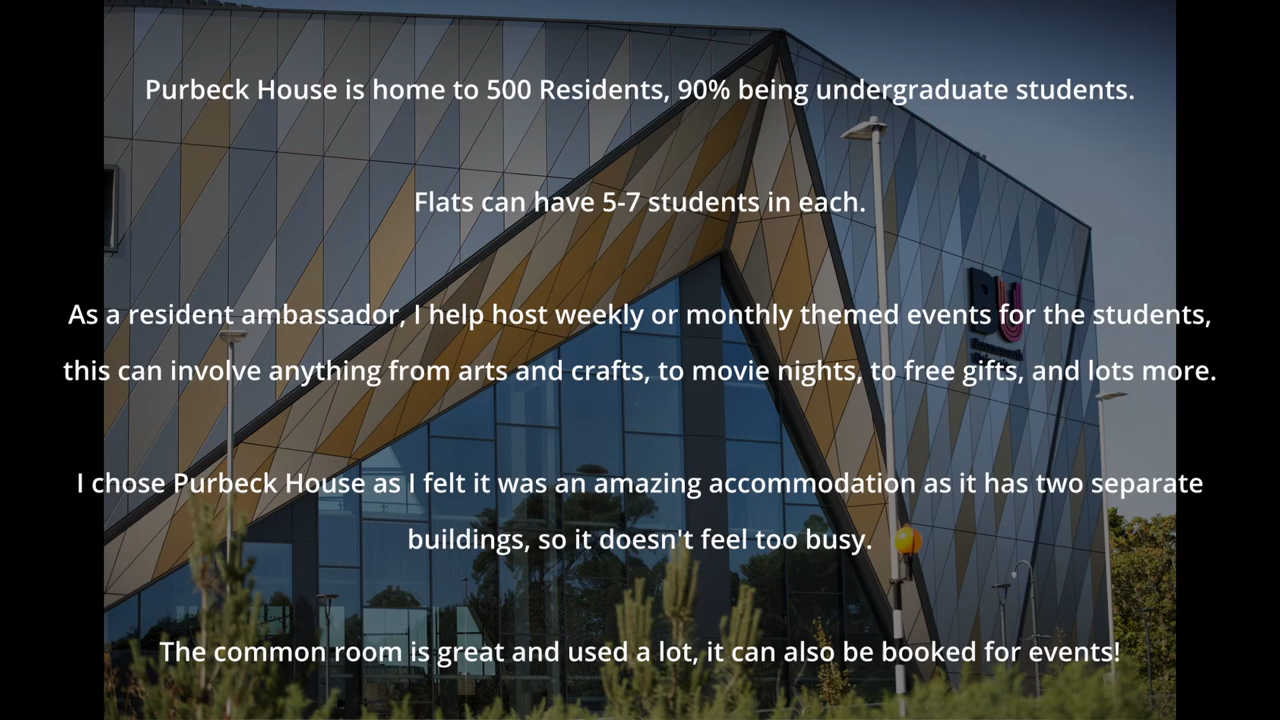 Purbeck House is home to 500 Residents, 90% being undergraduate students.
Flats can have 5-7 students in each.
As a resident ambassador, I help host weekly or monthly themed events for the students,
this can involve anything from arts and crafts, to movie nights, to free gifts, and lots more.
BU
I chose Purbeck House as I felt it was an amazing accommodation as it has two separate
buildings, so it doesn't feel too busy.
The common room is great and used a lot, it can also be booked for events!